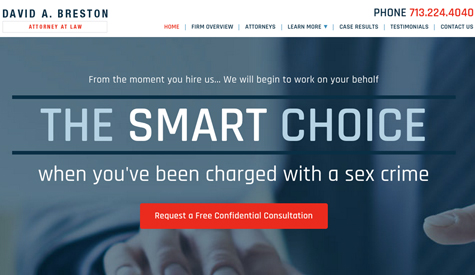 DAVID A. BRESTON
ATTORNEY AT LAW
PHONE 713.224.4040
HOME | FIRM OVERVIEW | ATTORNEYS | LEARN MORE ▼ | CASE RESULTS | TESTIMONIALS | CONTACT US
From the moment you hire us... We will begin to work on your behalf
THE SMART CHOICE
when you've been charged with a sex crime
Request a Free Confidential Consultation